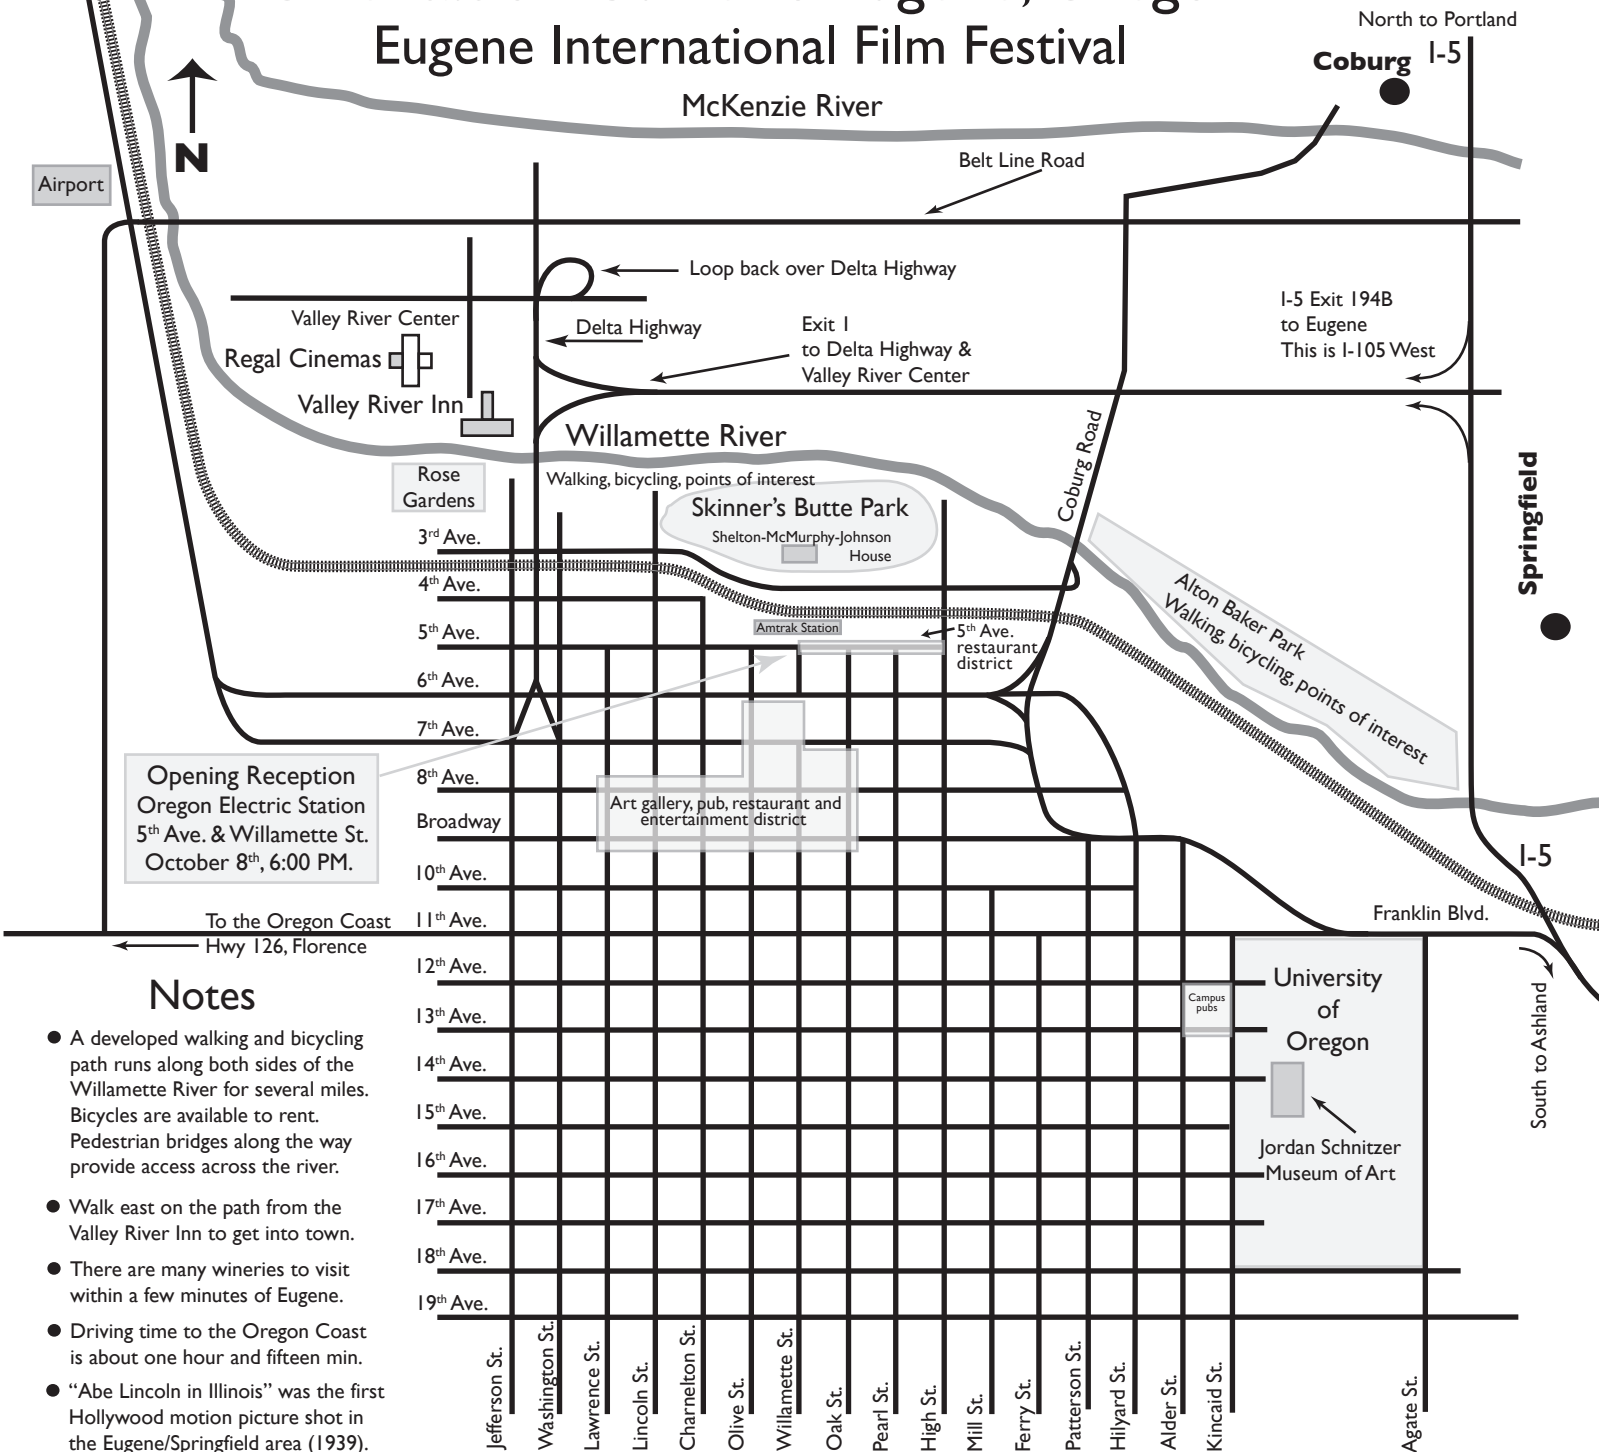 Eugene International Film Festival
North to Portland
I-5
Coburg
McKenzie River
N
Airport
Belt Line Road
Loop back over Delta Highway
Valley River Center
Delta Highway
Regal Cinemas
Exit 1
to Delta Highway &
Valley River Center
I-5 Exit 194B
to Eugene
This is I-105 West
Valley River Inn
Willamette River
Coburg Road
Springfield
Rose
Gardens
Walking, bicycling, points of interest
Skinner's Butte Park
Shelton-McMurphy-Johnson
House
Alton Baker Park
Walking, bicycling, points of interest
3rd Ave.
4th Ave.
5th Ave.
Amtrak Station
5th Ave.
restaurant
district
6th Ave.
7th Ave.
8th Ave.
Opening Reception
Oregon Electric Station
5th Ave. & Willamette St.
October 8th, 6:00 PM.
Art gallery, pub, restaurant and
entertainment district
Broadway
10th Ave.
11th Ave.
I-5
Franklin Blvd.
To the Oregon Coast
Hwy 126, Florence
12th Ave.
13th Ave.
14th Ave.
15th Ave.
16th Ave.
17th Ave.
18th Ave.
19th Ave.
Campus
pubs
University
of
Oregon
Jordan Schnitzer
Museum of Art
South to Ashland
Notes
● A developed walking and bicycling
path runs along both sides of the
Willamette River for several miles.
Bicycles are available to rent.
Pedestrian bridges along the way
provide access across the river.
● Walk east on the path from the
Valley River Inn to get into town.
● There are many wineries to visit
within a few minutes of Eugene.
● Driving time to the Oregon Coast
is about one hour and fifteen min.
● “Abe Lincoln in Illinois” was the first
Hollywood motion picture shot in
the Eugene/Springfield area (1939).
Jefferson St.
Washington St.
Lawrence St.
Lincoln St.
Charnelton St.
Olive St.
Willamette St.
Oak St.
Pearl St.
High St.
Mill St.
Ferry St.
Patterson St.
Hilyard St.
Alder St.
Kincaid St.
Agate St.